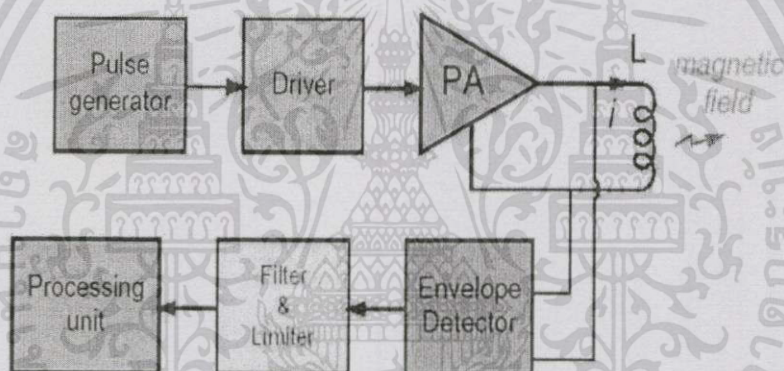 Pulse
generator
Driver
PA
L
i
magnetic
field
Processing
unit
Filter
&
Limiter
Envelope
Detector